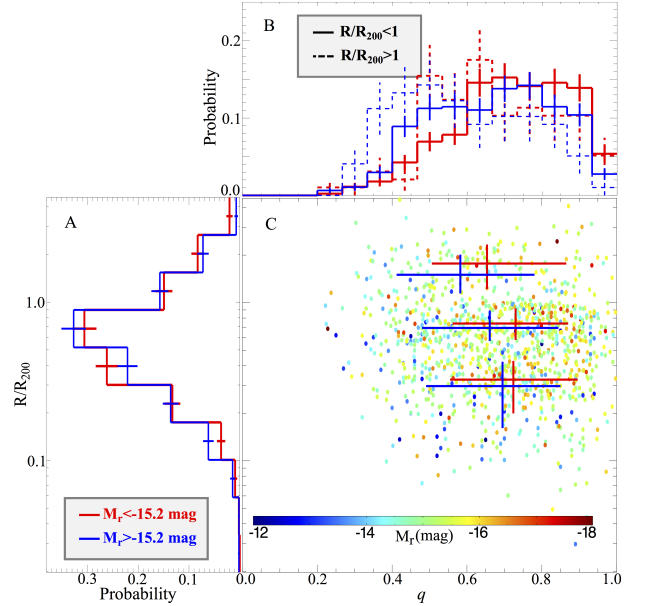 B
R/R200<1
R/R200>1
0.2
0.1
0.0
Probability
A
C
1.0
0.1
R/R200
Mr<-15.2 mag
Mr>-15.2 mag
-12
-14
-16
-18
Mr(mag)
0.3
0.2
0.1
0.0
0.2
0.4
0.6
0.8
1.0
Probability
q